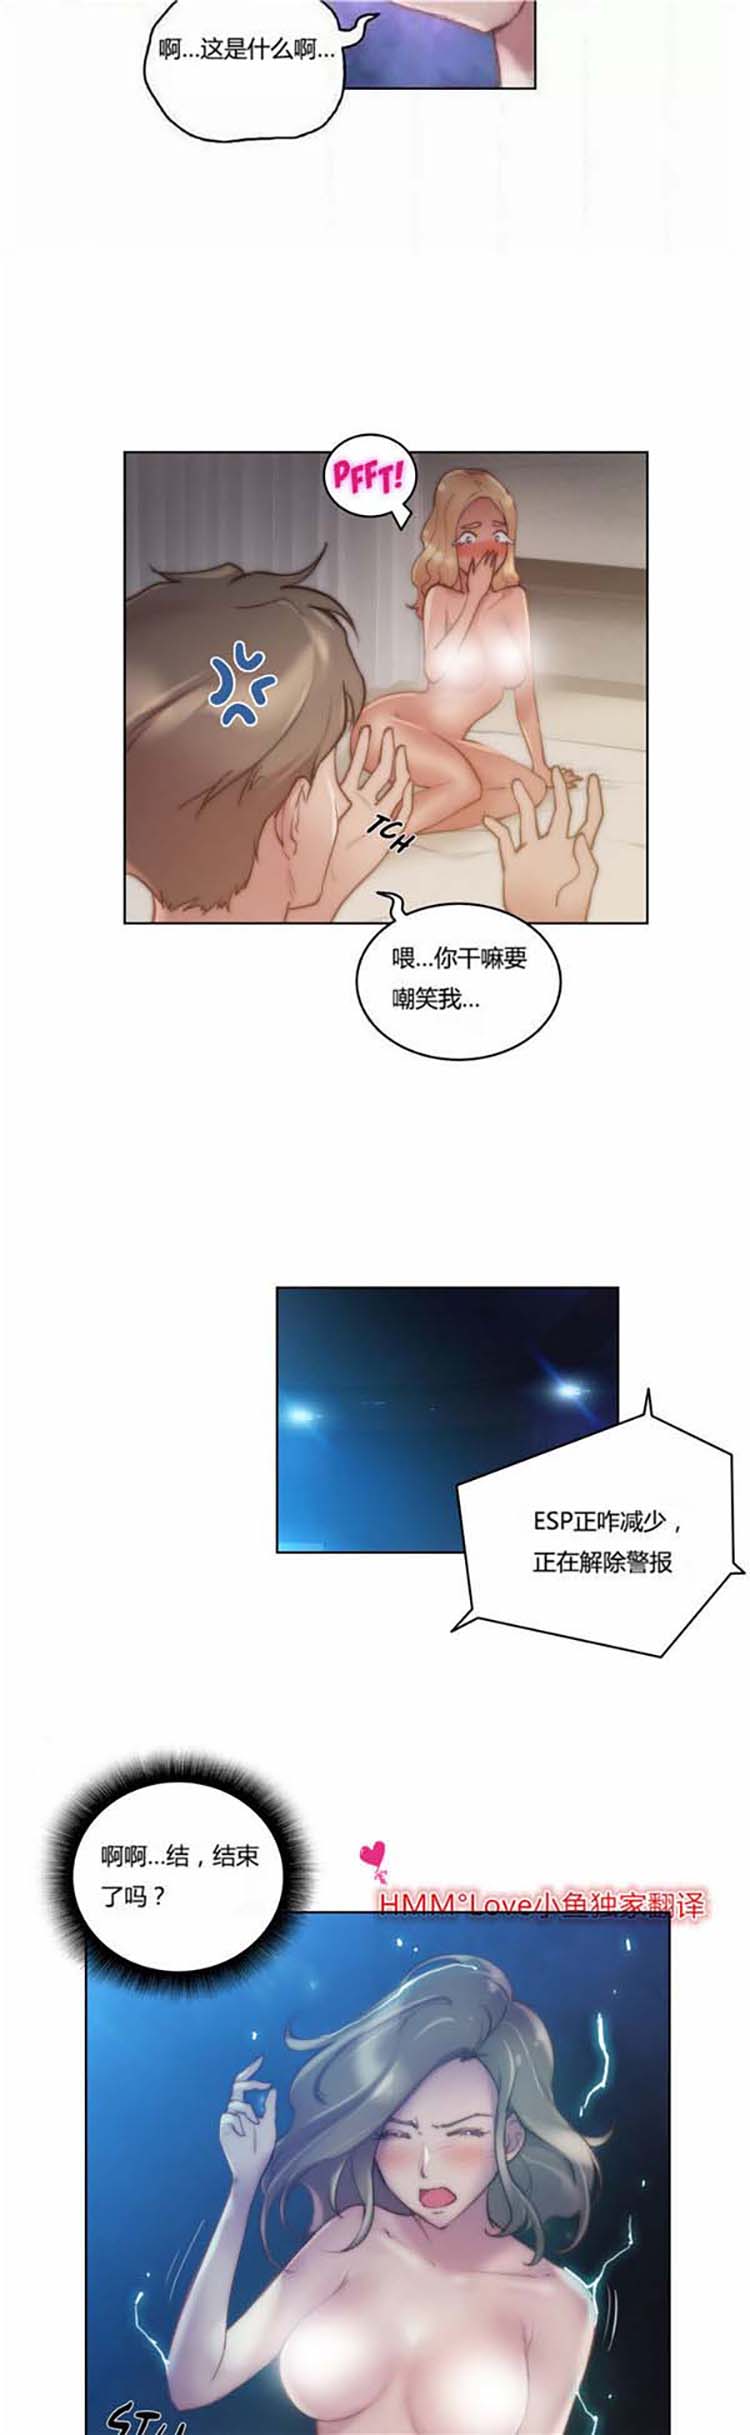 啊...这是什么啊...
PFFT!
TCH
喂...你干嘛要
嘲笑我...
ESP正咋减少，
正在解除警报
啊啊...结，结束
了吗？
HMM°Love小鱼独家翻译